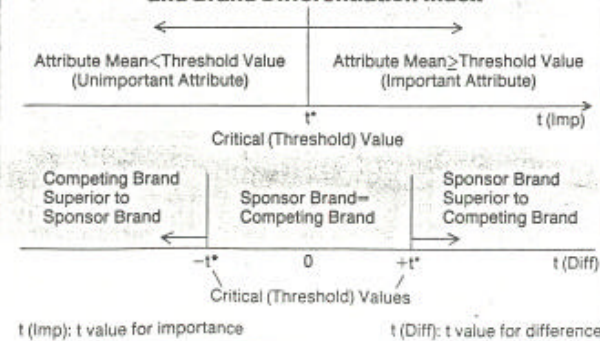 and Brand Differentiation Index
Attribute Mean<Threshold Value
(Unimportant Attribute)
Attribute Mean≥Threshold Value
(Important Attribute)
t*
t (Imp)
Critical (Threshold) Value
Competing Brand
Superior to
Sponsor Brand
Sponsor Brand=
Competing Brand
Sponsor Brand
Superior to
Competing Brand
-t*
0
+t*
t (Diff)
Critical (Threshold) Values
t (Imp): t value for importance
t (Diff): t value for difference